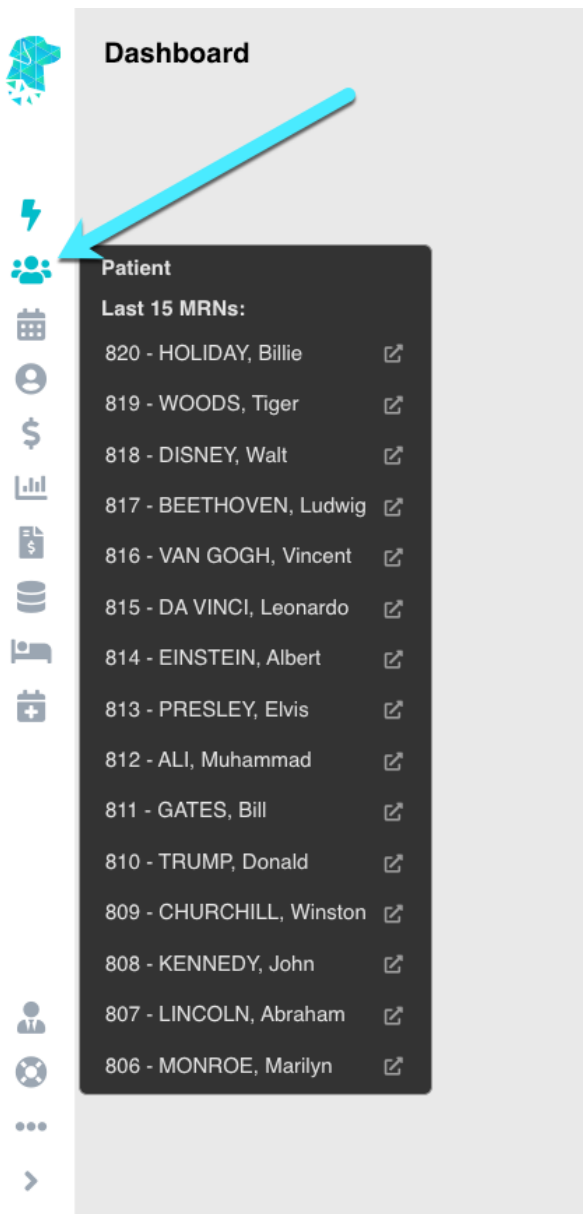 Dashboard
Patient
Last 15 MRNs:
820 - HOLIDAY, Billie
819 - WOODS, Tiger
818 - DISNEY, Walt
817 - BEETHOVEN, Ludwig
816 - VAN GOGH, Vincent
815 - DA VINCI, Leonardo
814 - EINSTEIN, Albert
813 - PRESLEY, Elvis
812 - ALI, Muhammad
811 - GATES, Bill
810 - TRUMP, Donald
809 - CHURCHILL, Winston
808 - KENNEDY, John
807 - LINCOLN, Abraham
806 - MONROE, Marilyn